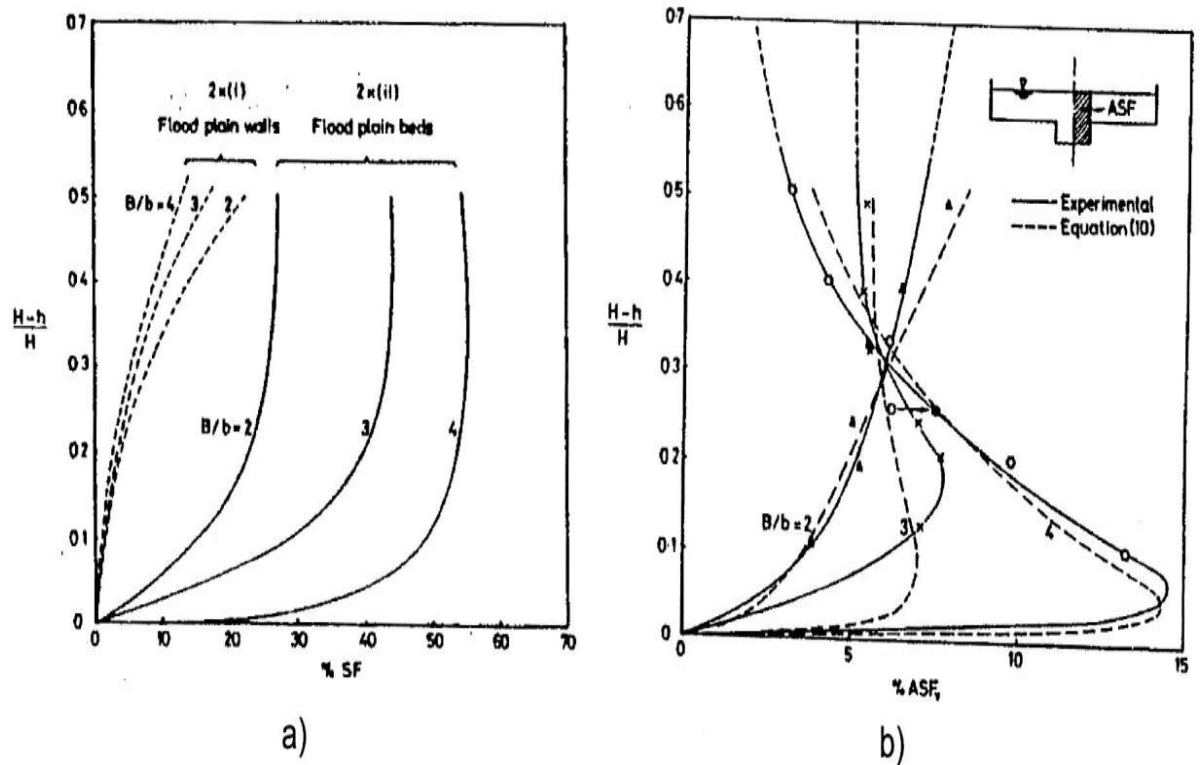 0.7
0.6
0.5
0.4
0.3
0.2
0.1
0
H-h
H
2x(i)
Flood plain walls
2x(ii)
Flood plain beds
B/b=4
3
2
B/b=2
3
4
0 10 20 30 40 50 60 70
% SF
a)
0.7
0.6
0.5
0.4
0.3
0.2
0.1
0
H-h
H
ASF
Experimental
Equation (10)
B/b=2
3
4
0 5 10 15
% ASFv
b)